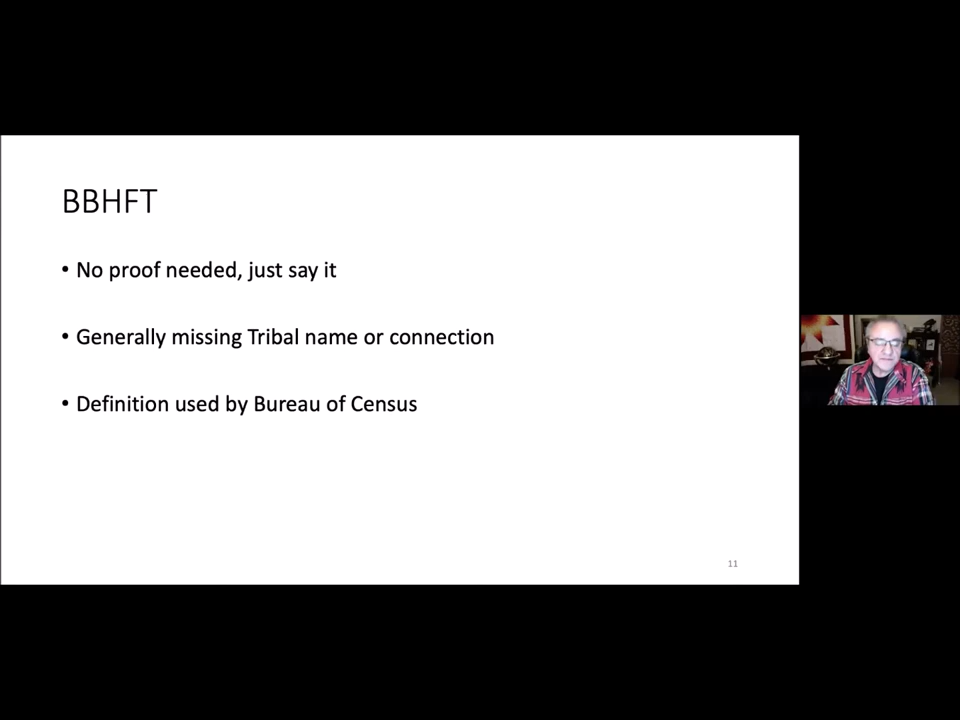 BBHFT
• No proof needed, just say it
• Generally missing Tribal name or connection
• Definition used by Bureau of Census
11